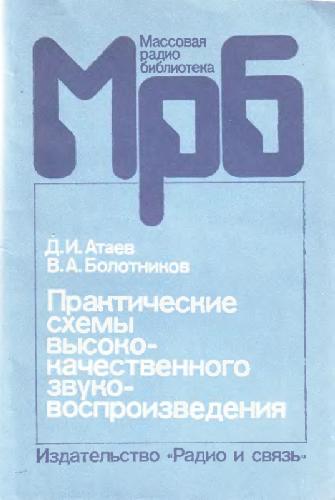 Массовая
радио
библиотека
Мрб
Д.И. Атаев
В.А. Болотников
Практические
схемы
высоко-
качественного
звуко-
воспроизведения
Издательство «Радио и связь»